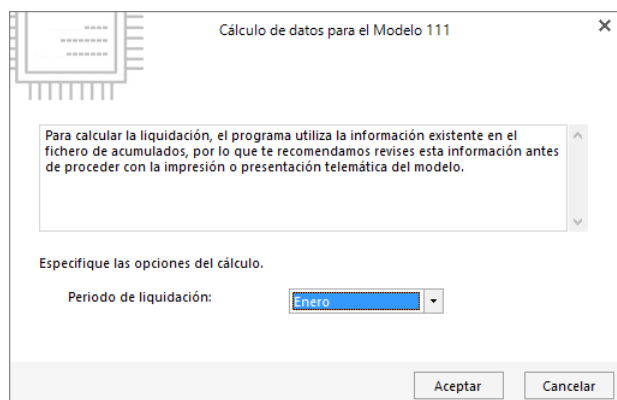 Cálculo de datos para el Modelo 111
Para calcular la liquidación, el programa utiliza la información existente en el
fichero de acumulados, por lo que te recomendamos revises esta información antes
de proceder con la impresión o presentación telemática del modelo.
Especifique las opciones del cálculo.
Periodo de liquidación:
Enero
Aceptar
Cancelar